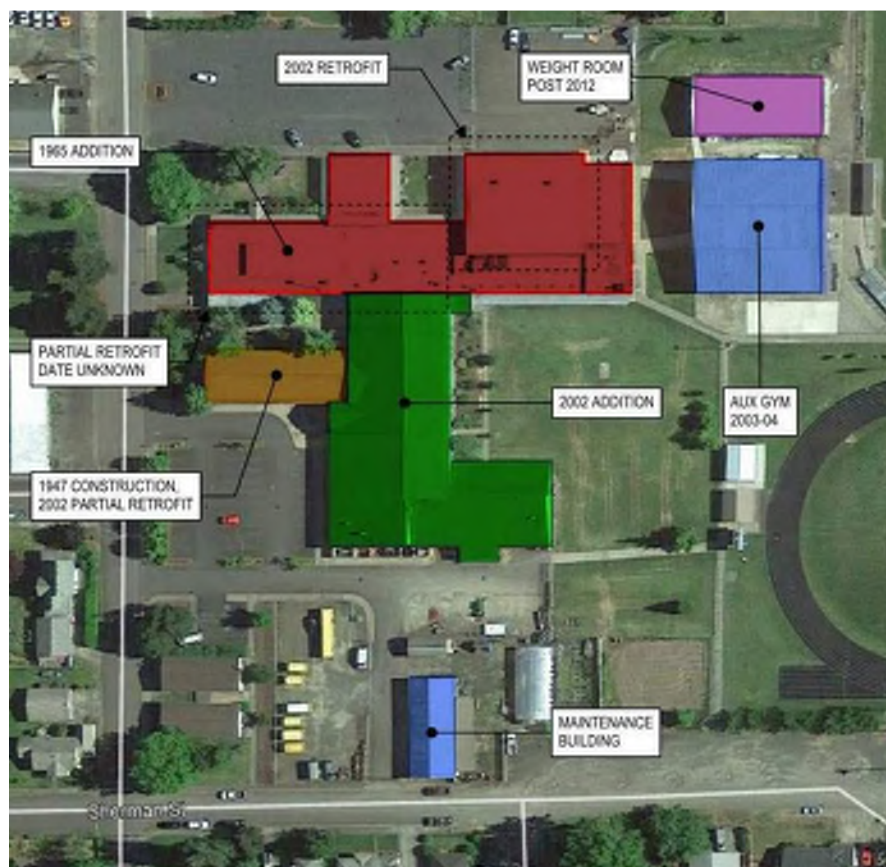 2002 RETROFIT
WEIGHT ROOM
POST 2012
1965 ADDITION
PARTIAL RETROFIT
DATE UNKNOWN
2002 ADDITION
AUX GYM
2003-04
1947 CONSTRUCTION,
2002 PARTIAL RETROFIT
MAINTENANCE
BUILDING
Sherman St